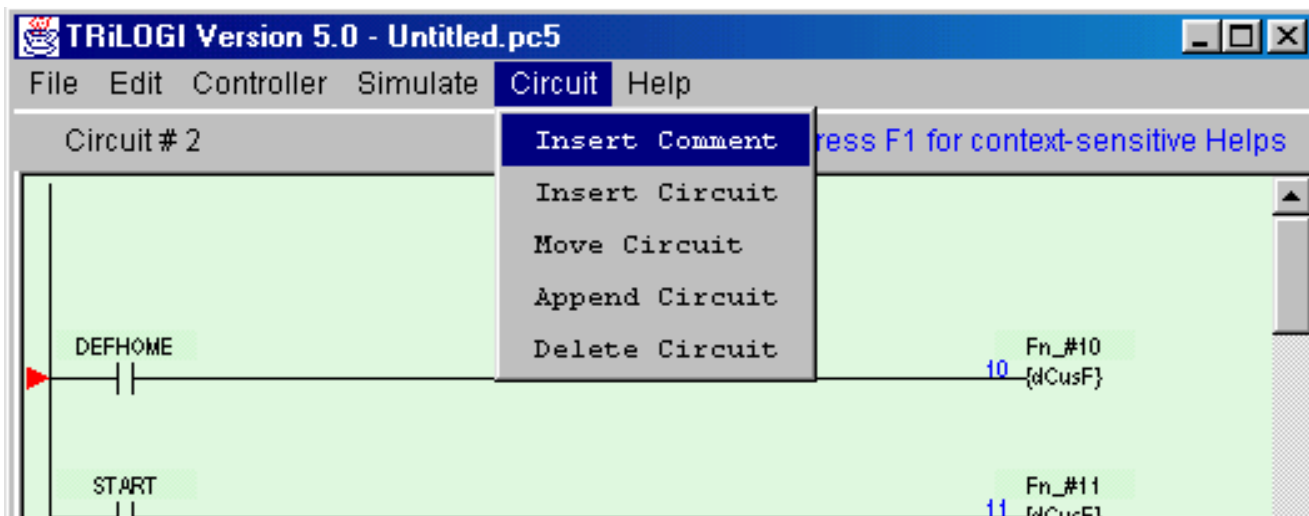 TRiLOGI Version 5.0 - Untitled.pc5
File Edit Controller Simulate Circuit Help
Circuit # 2 ress F1 for context-sensitive Helps
Insert Comment
Insert Circuit
Move Circuit
Append Circuit
Delete Circuit
DEFHOME Fn_#10
10 {dCusF}
START Fn_#11
11 {dCusF}